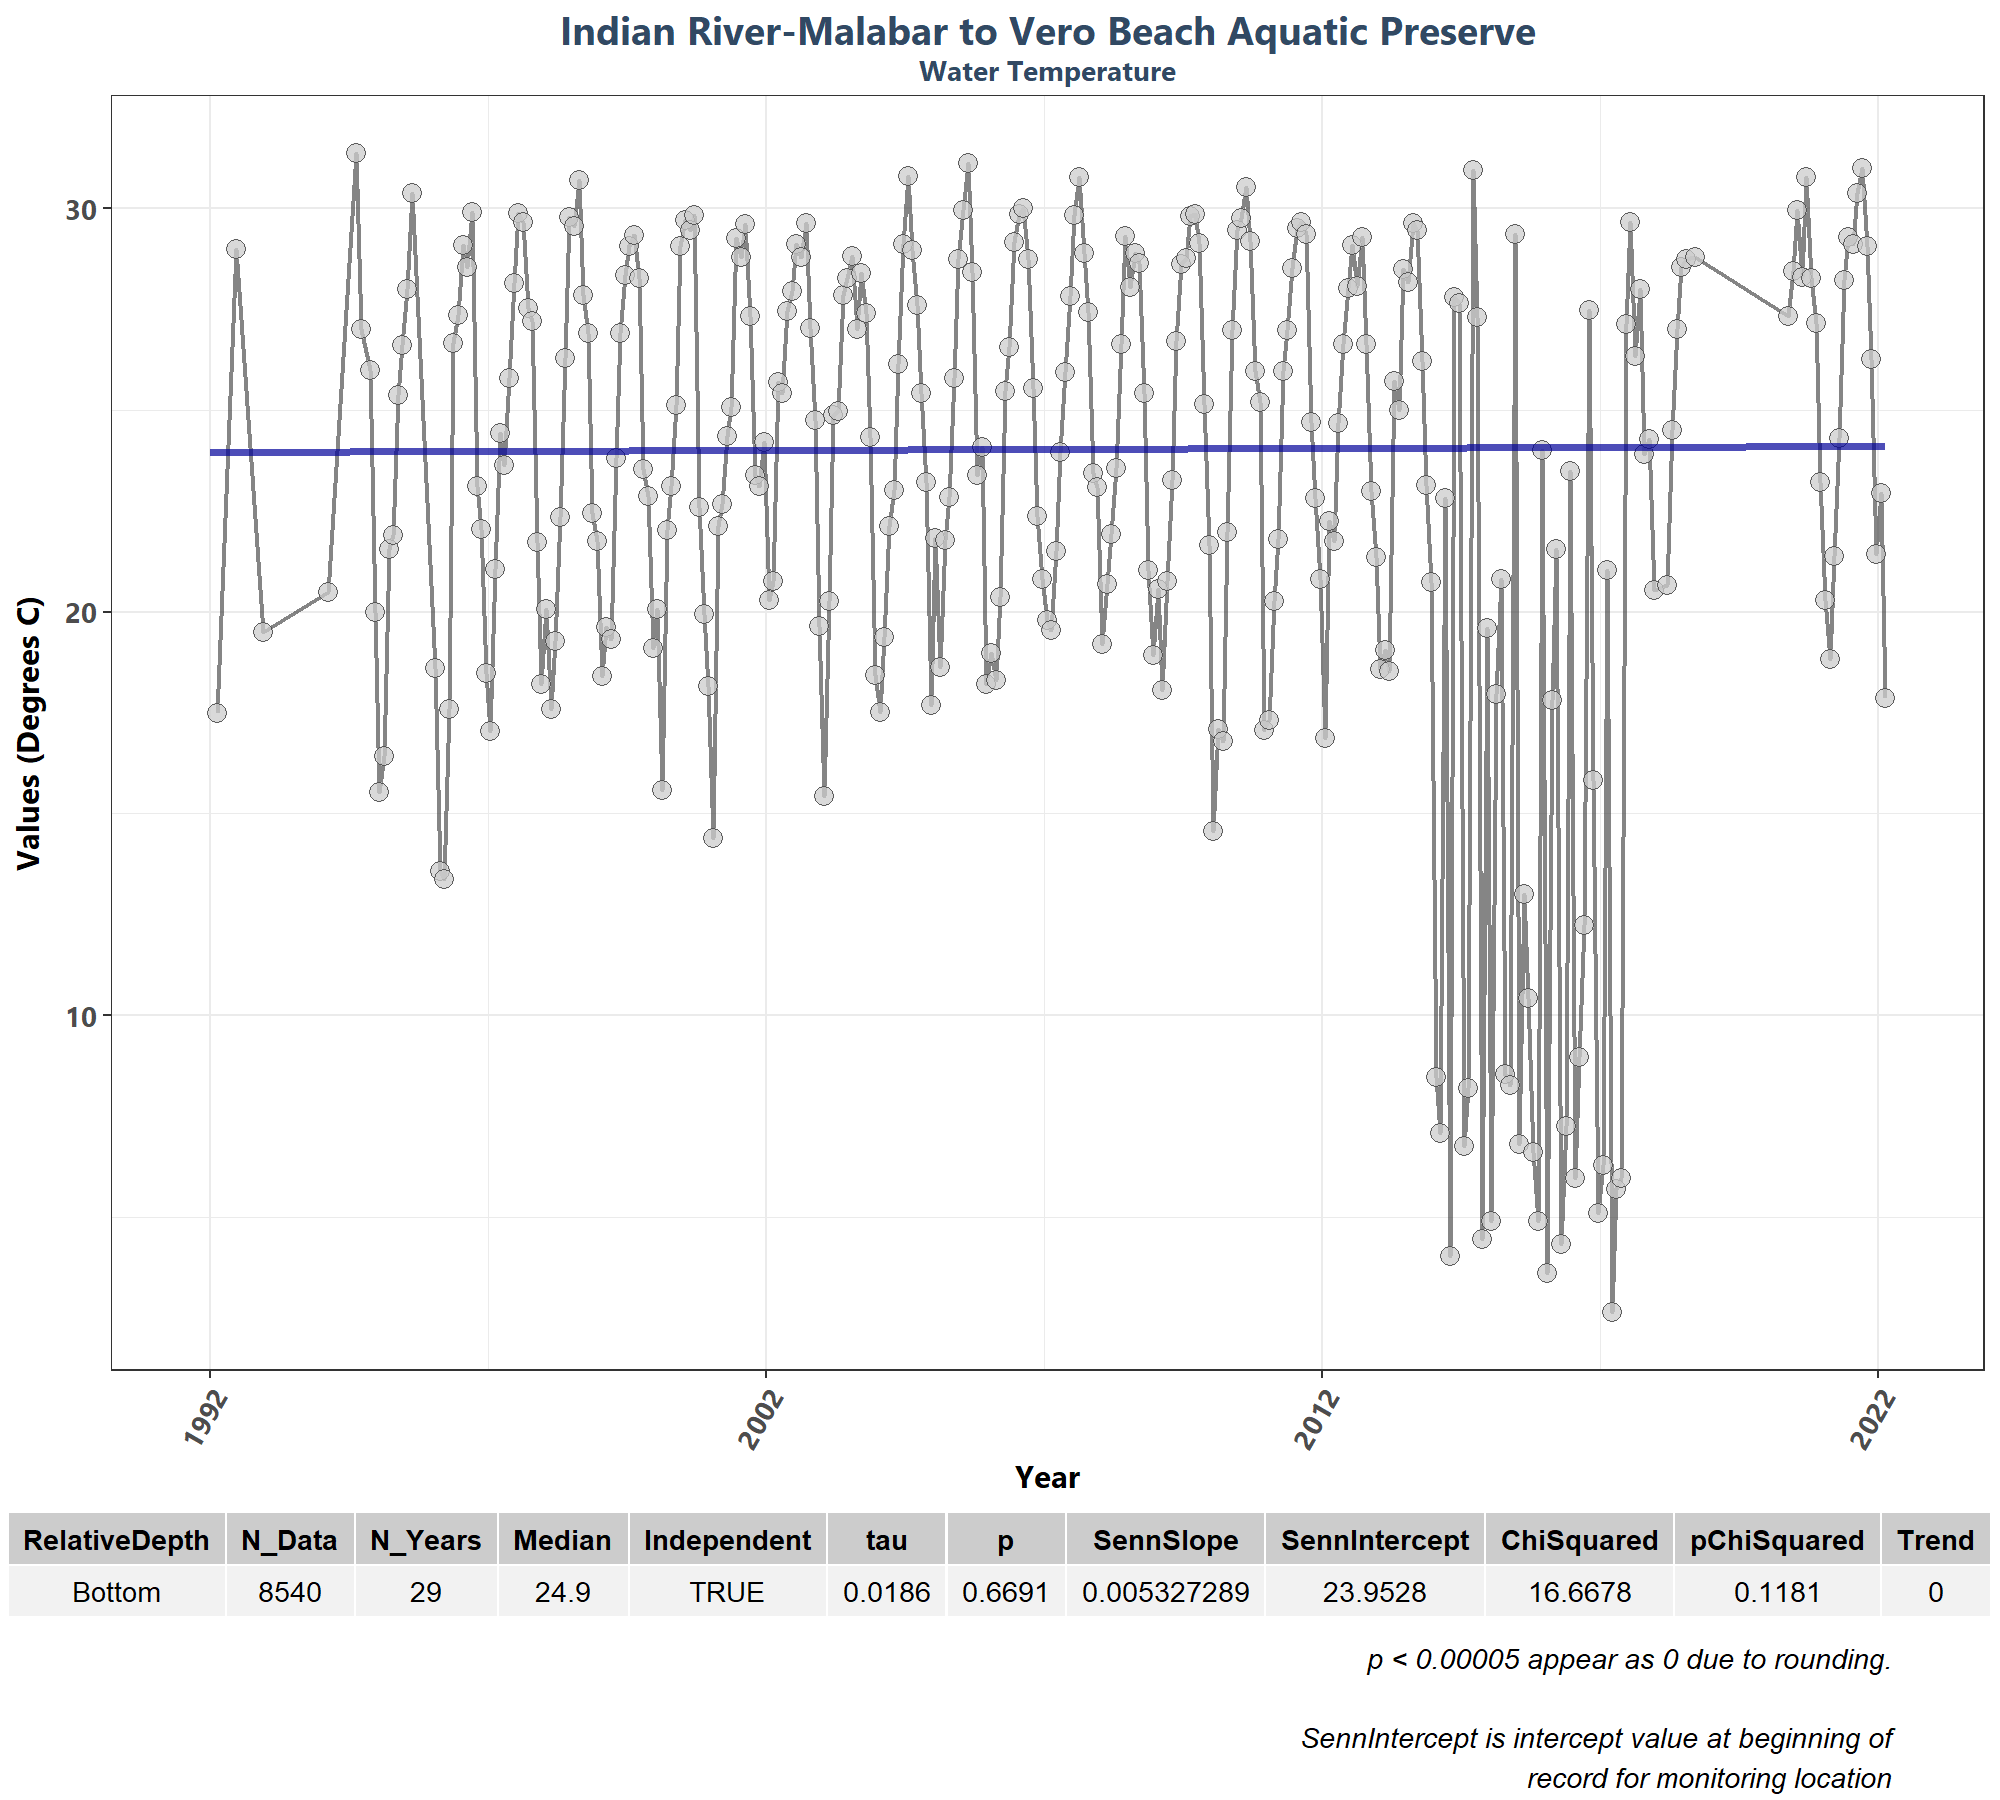 Indian River-Malabar to Vero Beach Aquatic Preserve
Water Temperature
Values (Degrees C)
30
20
10
1992
2002
2012
2022
Year
RelativeDepth N_Data N_Years Median Independent tau p SennSlope SennIntercept ChiSquared pChiSquared Trend
Bottom 8540 29 24.9 TRUE 0.0186 0.6691 0.005327289 23.9528 16.6678 0.1181 0
p < 0.00005 appear as 0 due to rounding.
SennIntercept is intercept value at beginning of
record for monitoring location